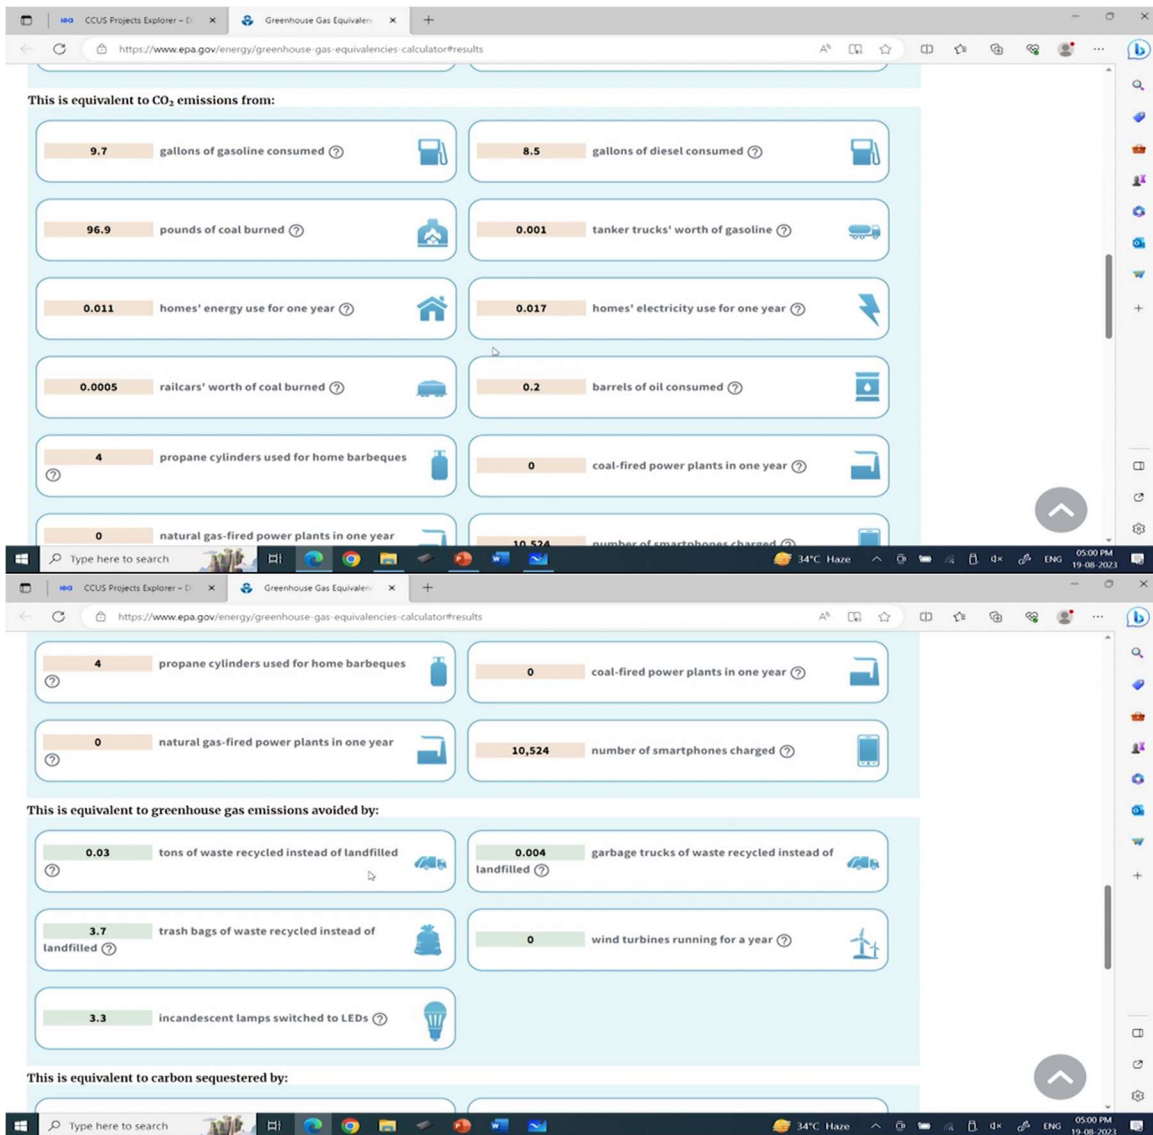 CCUS Projects Explorer – D
Greenhouse Gas Equivalen
https://www.epa.gov/energy/greenhouse-gas-equivalencies-calculator#results
This is equivalent to CO₂ emissions from:
9.7 gallons of gasoline consumed
8.5 gallons of diesel consumed
96.9 pounds of coal burned
0.001 tanker trucks' worth of gasoline
0.011 homes' energy use for one year
0.017 homes' electricity use for one year
0.0005 railcars' worth of coal burned
0.2 barrels of oil consumed
4 propane cylinders used for home barbeques
0 coal-fired power plants in one year
0 natural gas-fired power plants in one year
10,524 number of smartphones charged
Type here to search
34°C Haze
ENG
05:00 PM
19-08-2023
CCUS Projects Explorer – D
Greenhouse Gas Equivalen
https://www.epa.gov/energy/greenhouse-gas-equivalencies-calculator#results
4 propane cylinders used for home barbeques
0 coal-fired power plants in one year
0 natural gas-fired power plants in one year
10,524 number of smartphones charged
This is equivalent to greenhouse gas emissions avoided by:
0.03 tons of waste recycled instead of landfilled
0.004 garbage trucks of waste recycled instead of
landfilled
3.7 trash bags of waste recycled instead of
landfilled
0 wind turbines running for a year
3.3 incandescent lamps switched to LEDs
This is equivalent to carbon sequestered by:
Type here to search
34°C Haze
ENG
05:00 PM
19-08-2023